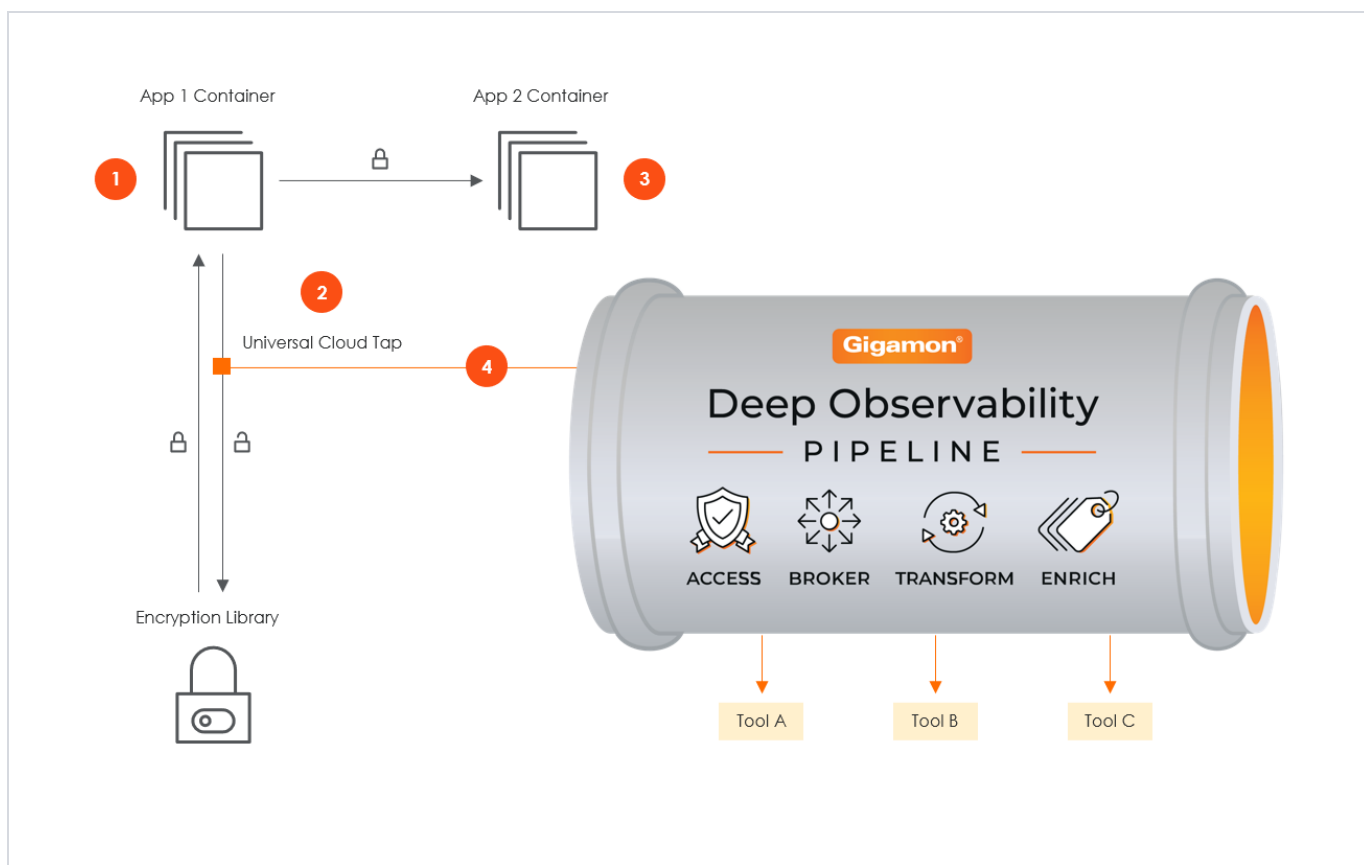 App 1 Container
App 2 Container
1
3
2
Universal Cloud Tap
4
Gigamon®
Deep Observability
PIPELINE
ACCESS
BROKER
TRANSFORM
ENRICH
Encryption Library
Tool A
Tool B
Tool C